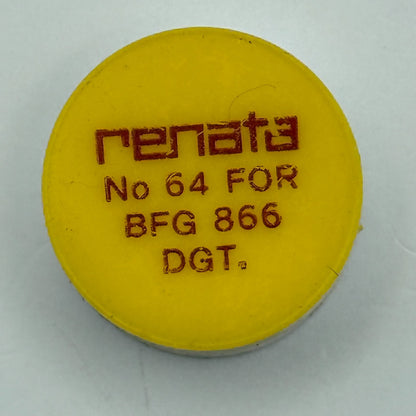 renata
No 64 FOR
BFG 866
DGT.